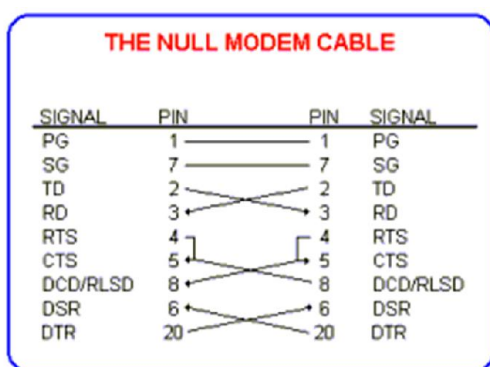 THE NULL MODEM CABLE
SIGNAL PIN PIN SIGNAL
PG 1 1 PG
SG 7 7 SG
TD 2 2 TD
RD 3 3 RD
RTS 4 4 RTS
CTS 5 5 CTS
DCD/RLSD 8 8 DCD/RLSD
DSR 6 6 DSR
DTR 20 20 DTR